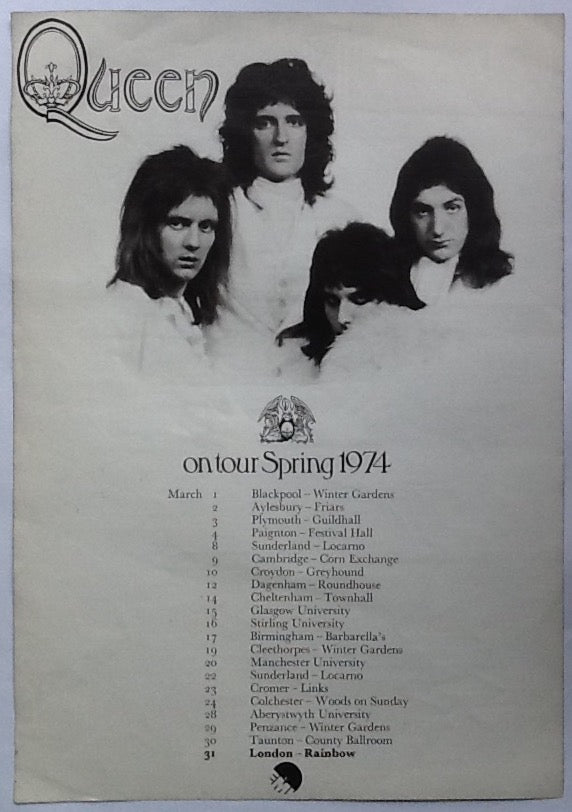 Queen
on tour Spring 1974
March 1 Blackpool – Winter Gardens
2 Aylesbury – Friars
3 Plymouth – Guildhall
4 Paignton – Festival Hall
8 Sunderland – Locarno
9 Cambridge – Corn Exchange
10 Croydon – Greyhound
12 Dagenham – Roundhouse
14 Cheltenham – Townhall
15 Glasgow University
16 Stirling University
17 Birmingham – Barbarella's
19 Cleethorpes – Winter Gardens
20 Manchester University
22 Sunderland – Locarno
23 Cromer – Links
24 Colchester – Woods on Sunday
28 Aberystwyth University
29 Penzance – Winter Gardens
30 Taunton – County Ballroom
31 London – Rainbow